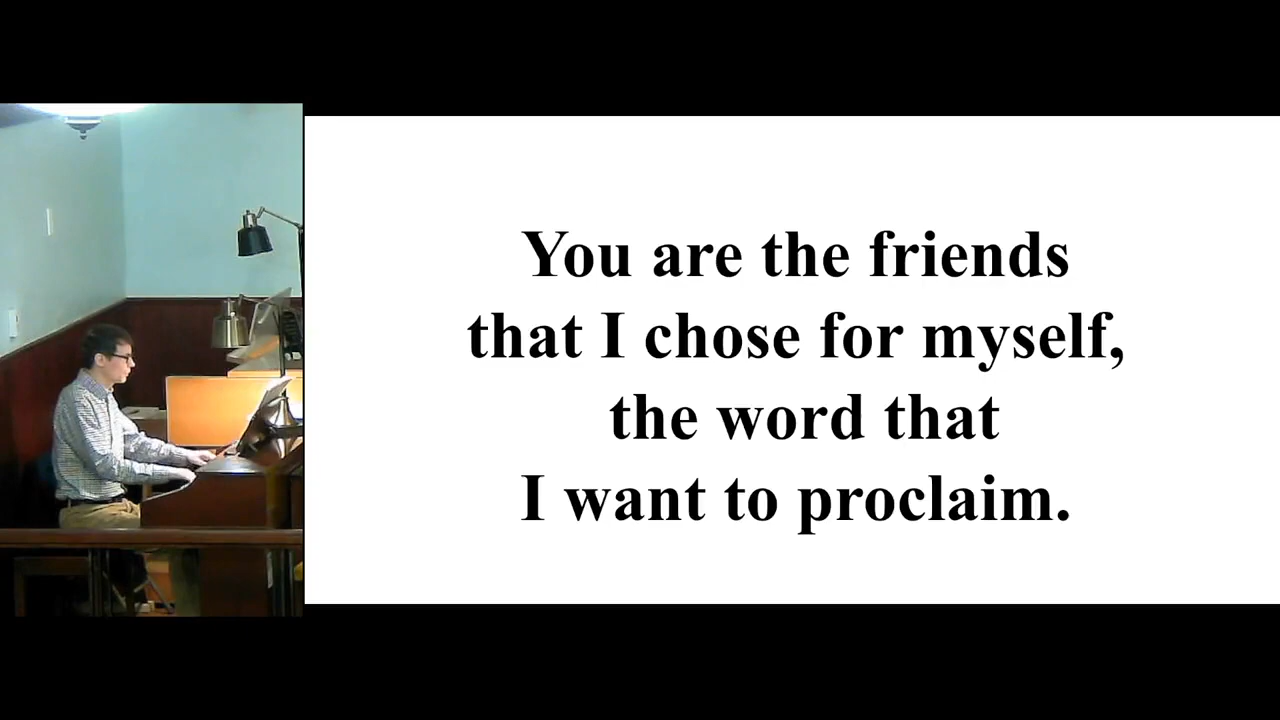 You are the friends
that I chose for myself,
the word that
I want to proclaim.